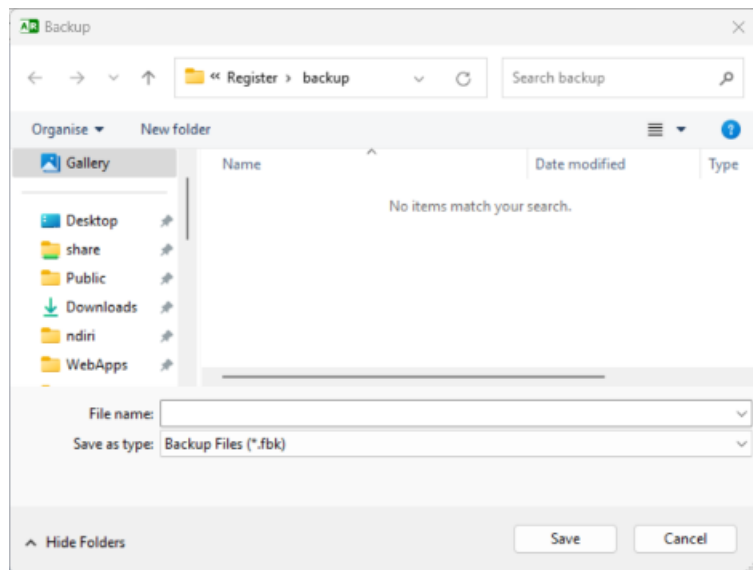 AR Backup
« Register › backup
Search backup
Organise
New folder
Gallery
Name
Date modified
Type
No items match your search.
Desktop
share
Public
Downloads
ndiri
WebApps
File name:
Save as type: Backup Files (*.fbk)
Hide Folders
Save
Cancel